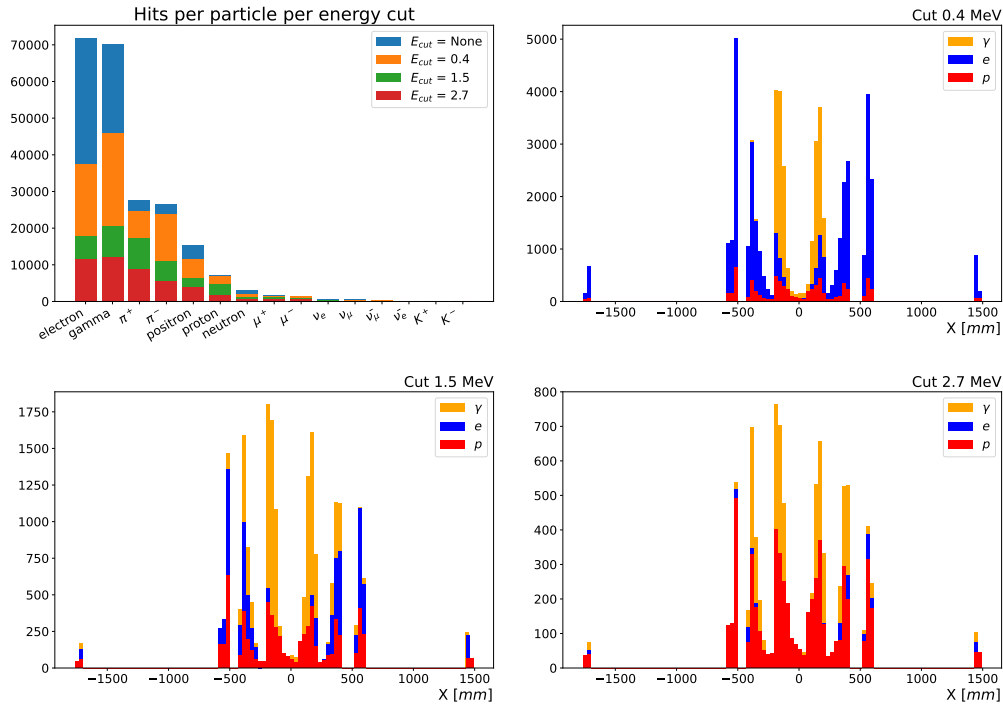 Hits per particle per energy cut
70000
60000
50000
40000
30000
20000
10000
0
E_cut = None
E_cut = 0.4
E_cut = 1.5
E_cut = 2.7
electron
gamma
π⁺
π⁻
positron
proton
neutron
μ⁺
μ⁻
ν_e
ν_μ
ν̄_μ
ν̄_e
K⁺
K⁻
Cut 0.4 MeV
5000
4000
3000
2000
1000
0
γ
e
p
−1500 −1000 −500 0 500 1000 1500
X [mm]
Cut 1.5 MeV
1750
1500
1250
1000
750
500
250
0
γ
e
p
−1500 −1000 −500 0 500 1000 1500
X [mm]
Cut 2.7 MeV
800
700
600
500
400
300
200
100
0
γ
e
p
−1500 −1000 −500 0 500 1000 1500
X [mm]